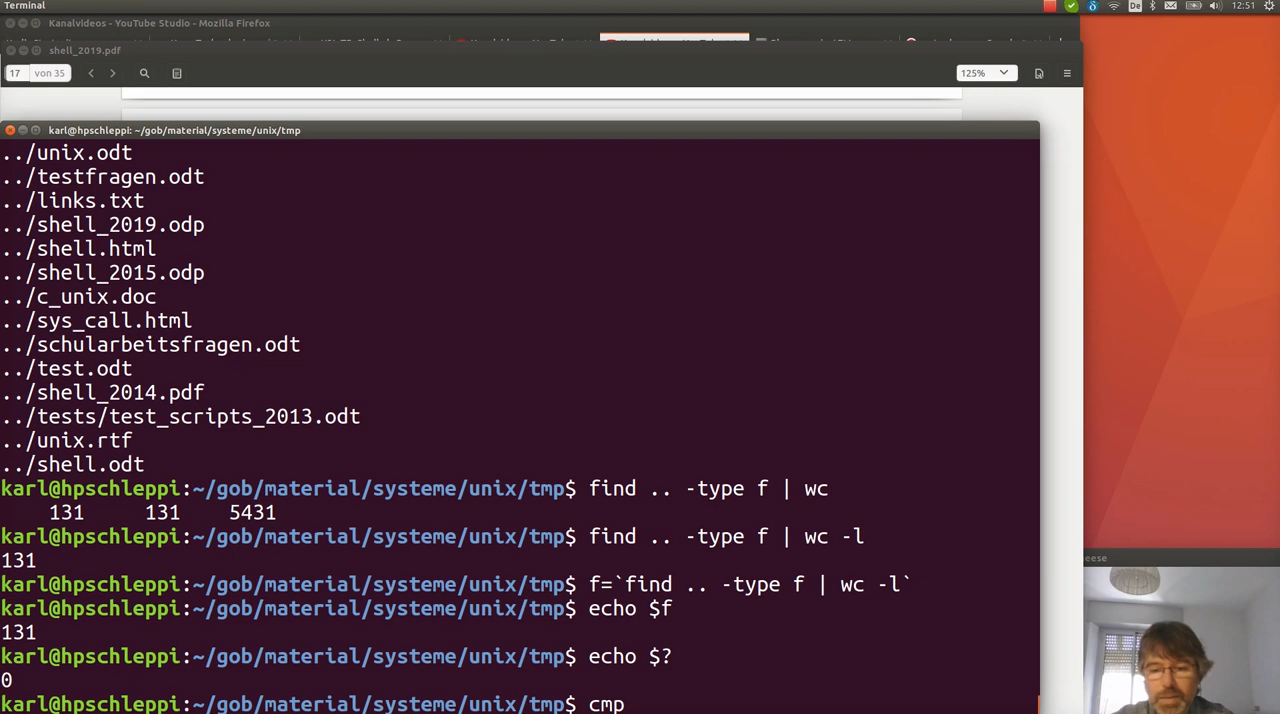 Terminal
De
12:51
Kanalvideos - YouTube Studio - Mozilla Firefox
shell_2019.pdf
17 von 35
125%
karl@hpschleppi: ~/gob/material/systeme/unix/tmp
../unix.odt
../testfragen.odt
../links.txt
../shell_2019.odp
../shell.html
../shell_2015.odp
../c_unix.doc
../sys_call.html
../schularbeitsfragen.odt
../test.odt
../shell_2014.pdf
../tests/test_scripts_2013.odt
../unix.rtf
../shell.odt
karl@hpschleppi:~/gob/material/systeme/unix/tmp$ find .. -type f | wc
131 131 5431
karl@hpschleppi:~/gob/material/systeme/unix/tmp$ find .. -type f | wc -l
131
karl@hpschleppi:~/gob/material/systeme/unix/tmp$ f=`find .. -type f | wc -l`
karl@hpschleppi:~/gob/material/systeme/unix/tmp$ echo $f
131
karl@hpschleppi:~/gob/material/systeme/unix/tmp$ echo $?
0
karl@hpschleppi:~/gob/material/systeme/unix/tmp$ cmp
eese